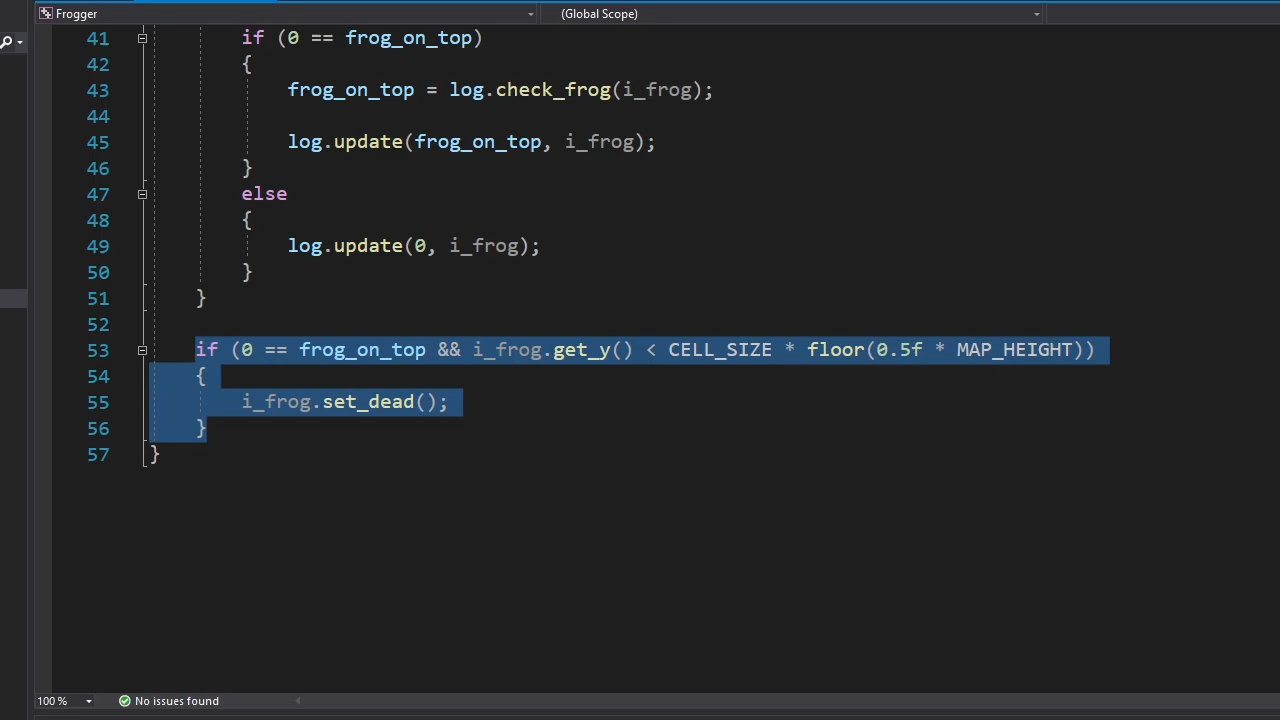 Frogger (Global Scope)
41 if (0 == frog_on_top)
42 {
43 frog_on_top = log.check_frog(i_frog);
44
45 log.update(frog_on_top, i_frog);
46 }
47 else
48 {
49 log.update(0, i_frog);
50 }
51 }
52
53 if (0 == frog_on_top && i_frog.get_y() < CELL_SIZE * floor(0.5f * MAP_HEIGHT))
54 {
55 i_frog.set_dead();
56 }
57 }
100 % No issues found